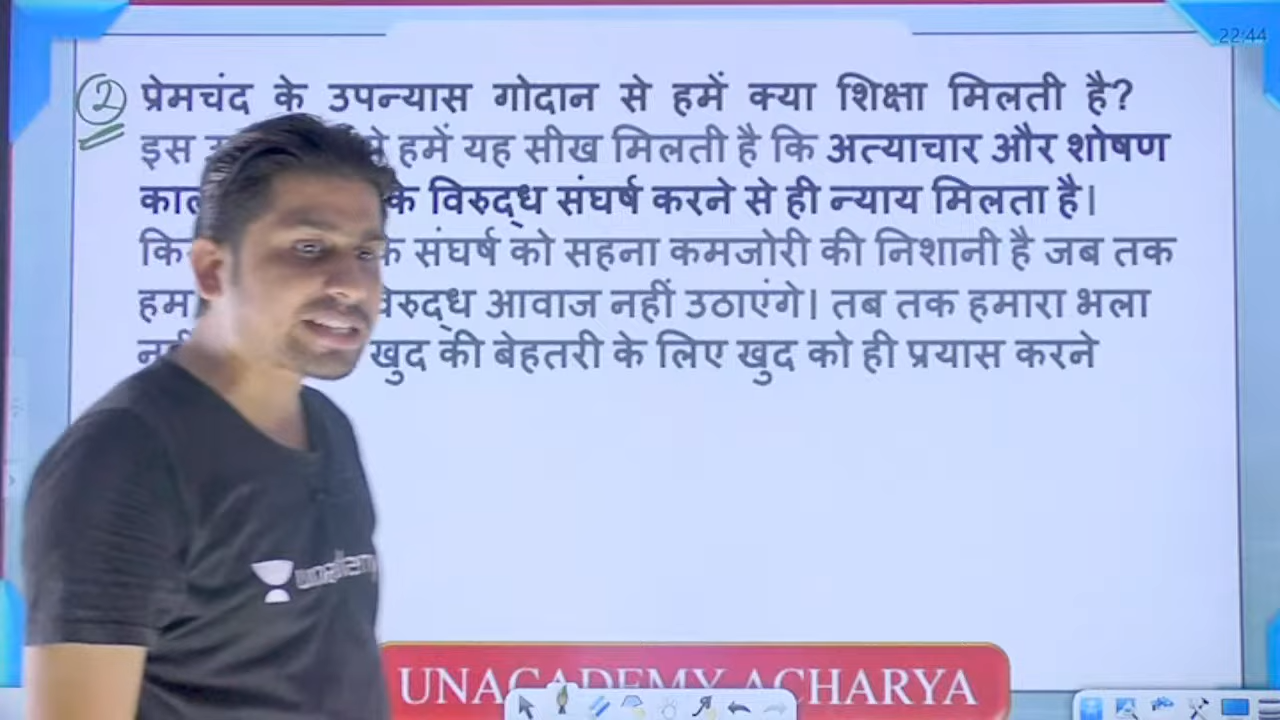 22:44
2 प्रेमचंद के उपन्यास गोदान से हमें क्या शिक्षा मिलती है?
इस हमें यह सीख मिलती है कि अत्याचार और शोषण
के विरुद्ध संघर्ष करने से ही न्याय मिलता है।
संघर्ष को सहना कमजोरी की निशानी है जब तक
हम आवाज नहीं उठाएंगे। तब तक हमारा भला
खुद की बेहतरी के लिए खुद को ही प्रयास करने
unacademy
UNACADEMY ACHARYA